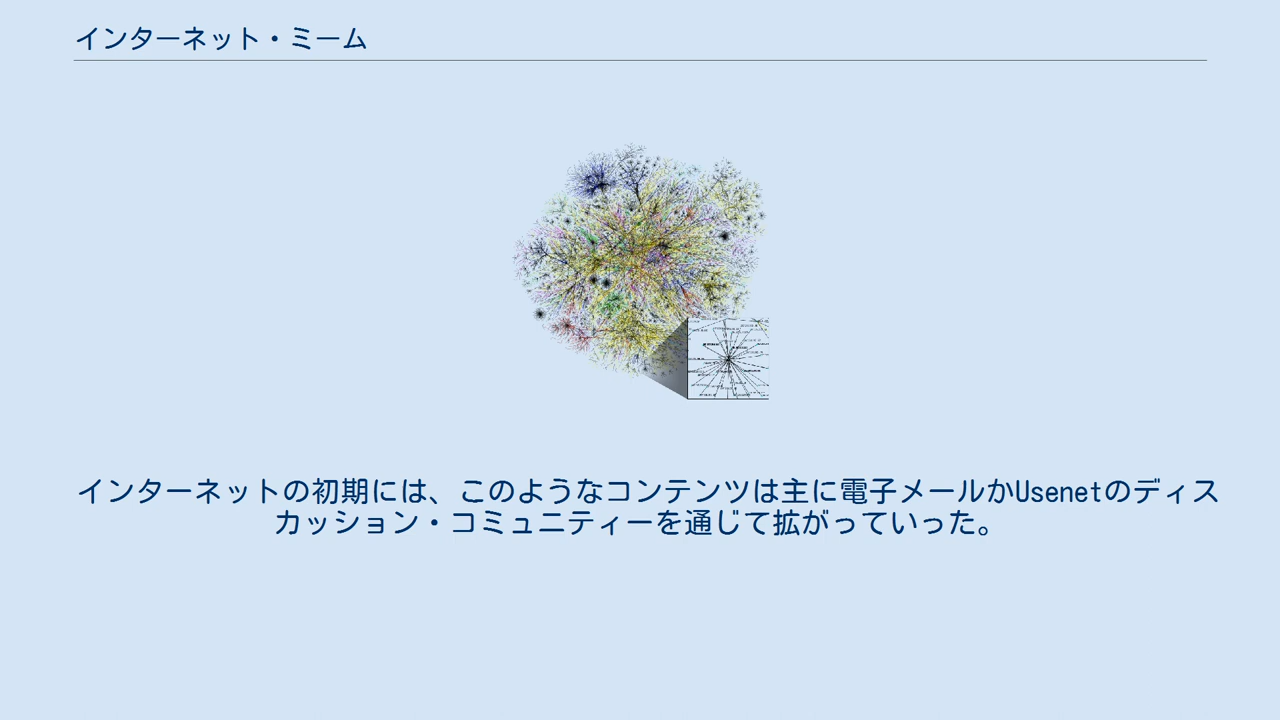 インターネット・ミーム
インターネットの初期には、このようなコンテンツは主に電子メールかUsenetのディス
カッション・コミュニティーを通じて拡がっていった。